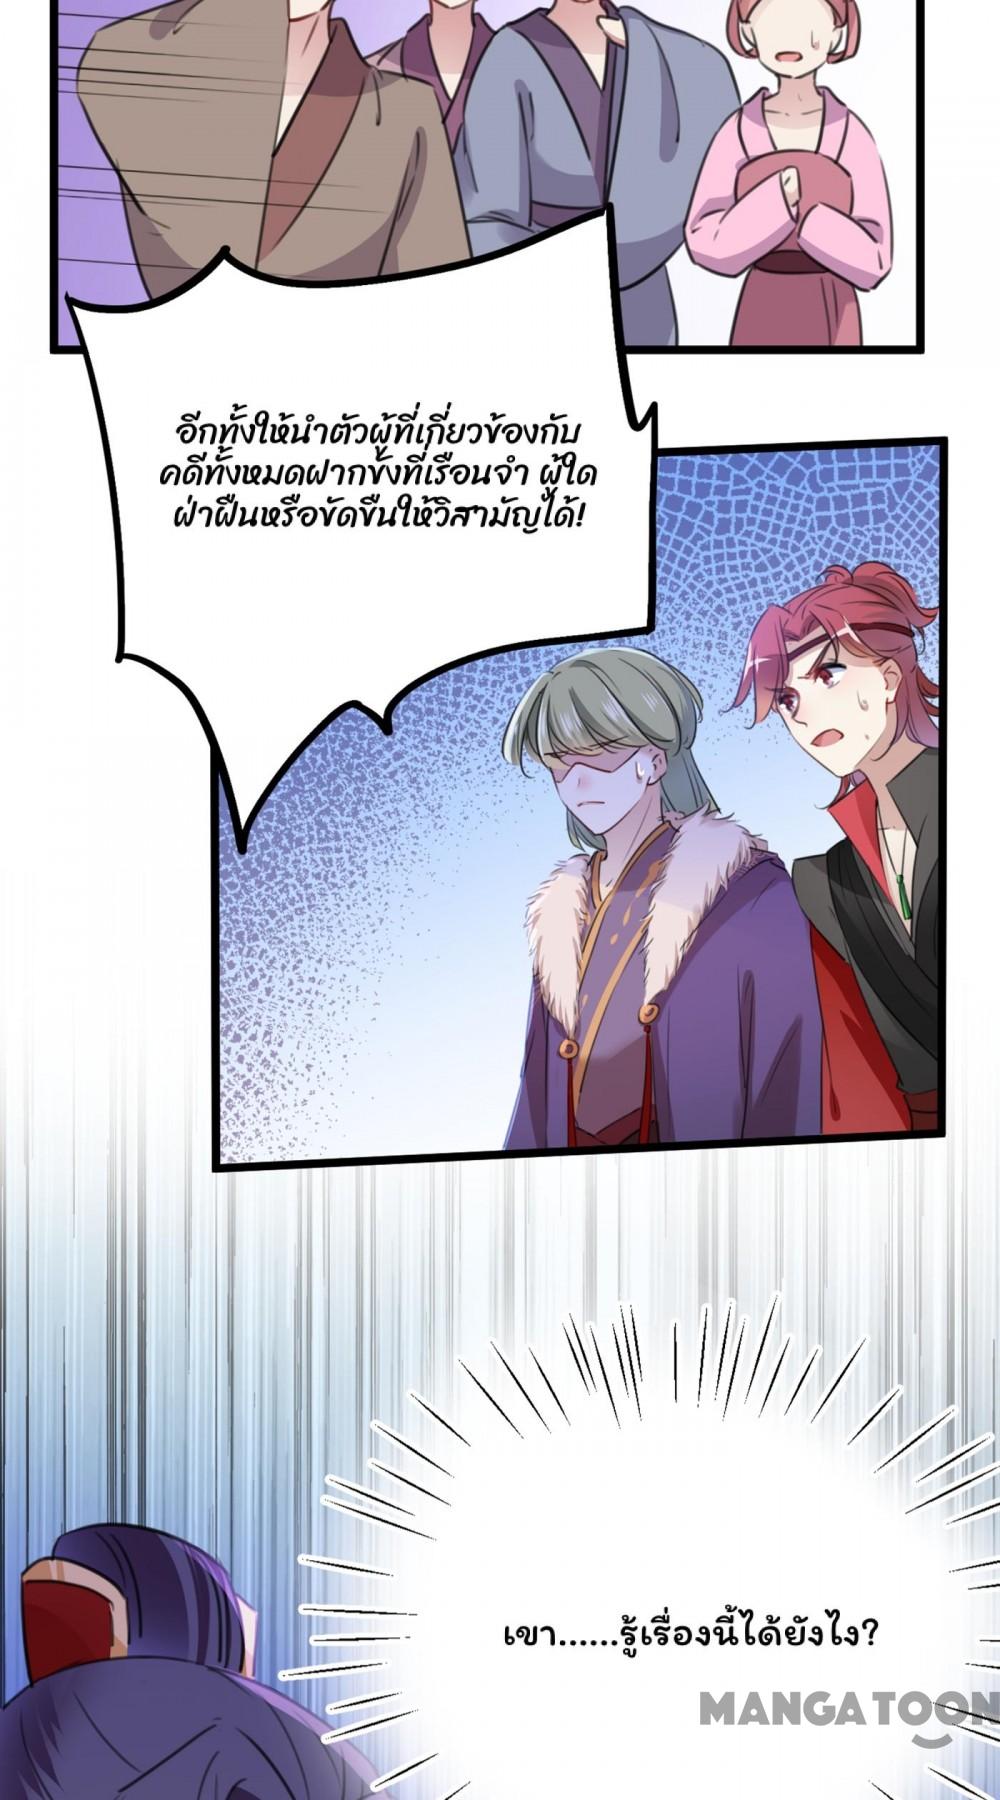 อีกทั้งให้นำตัวผู้ที่เกี่ยวข้องกับ
คดีทั้งหมดฝากขังที่เรือนจำ ผู้ใด
ฝ่าฝืนหรือขัดขืนให้วิสามัญได้!
เขา......รู้เรื่องนี้ได้ยังไง?
MANGATOON